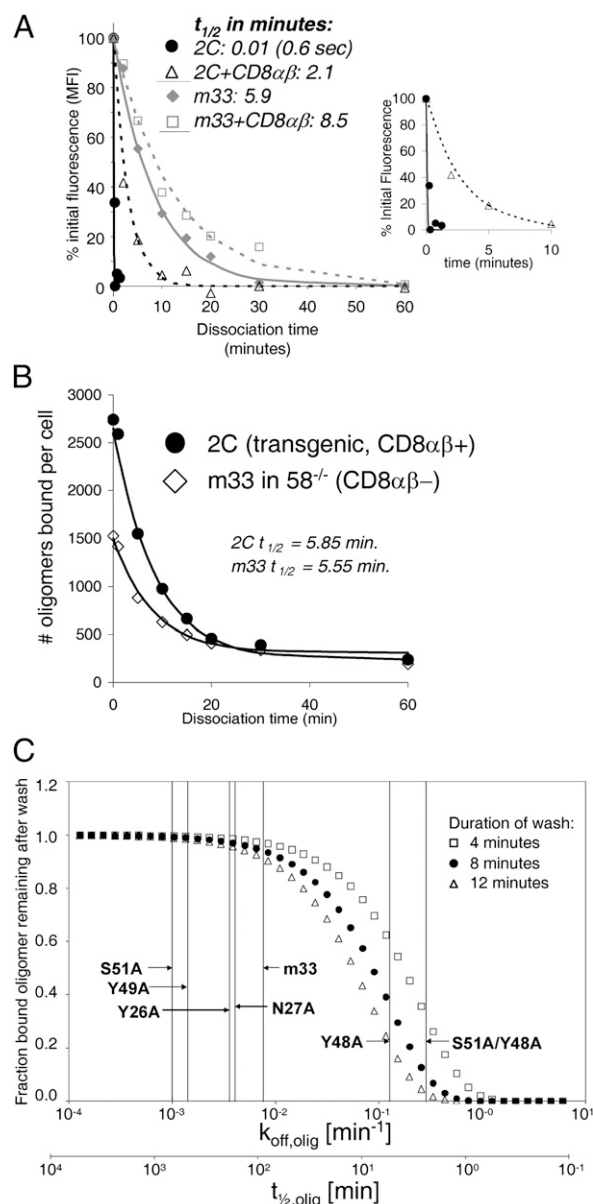 A
t1/2 in minutes:
2C: 0.01 (0.6 sec)
2C+CD8αβ: 2.1
m33: 5.9
m33+CD8αβ: 8.5
% initial fluorescence (MFI)
100
80
60
40
20
0
0 10 20 30 40 50 60
Dissociation time
(minutes)
% Initial Fluorescence
100
80
60
40
20
0
0 5 10
time (minutes)
B
# oligomers bound per cell
3000
2500
2000
1500
1000
500
0
2C (transgenic, CD8αβ+)
m33 in 58-/- (CD8αβ–)
2C t 1/2 = 5.85 min.
m33 t 1/2 = 5.55 min.
0 20 40 60
Dissociation time (min)
C
Fraction bound oligomer remaining after wash
1.2
1.0
0.8
0.6
0.4
0.2
0.0
Duration of wash:
4 minutes
8 minutes
12 minutes
S51A
m33
Y49A
Y26A
N27A
Y48A
S51A/Y48A
10-4 10-3 10-2 10-1 100 101
koff,olig [min-1]
104 103 102 101 100 10-1
t½,olig [min]